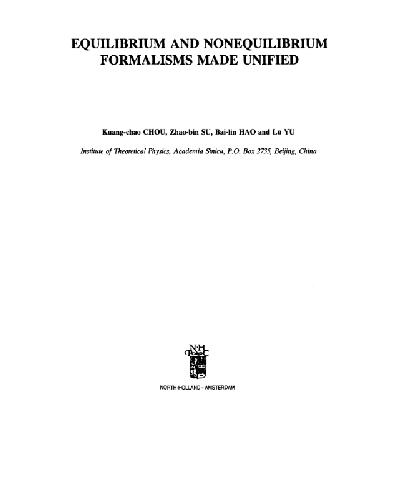 EQUILIBRIUM AND NONEQUILIBRIUM
FORMALISMS MADE UNIFIED
Kuang-chao CHOU, Zhao-bin SU, Bai-lin HAO and Lu YU
Institute of Theoretical Physics, Academia Sinica, P.O. Box 2735, Beijing, China
NORTH-HOLLAND - AMSTERDAM